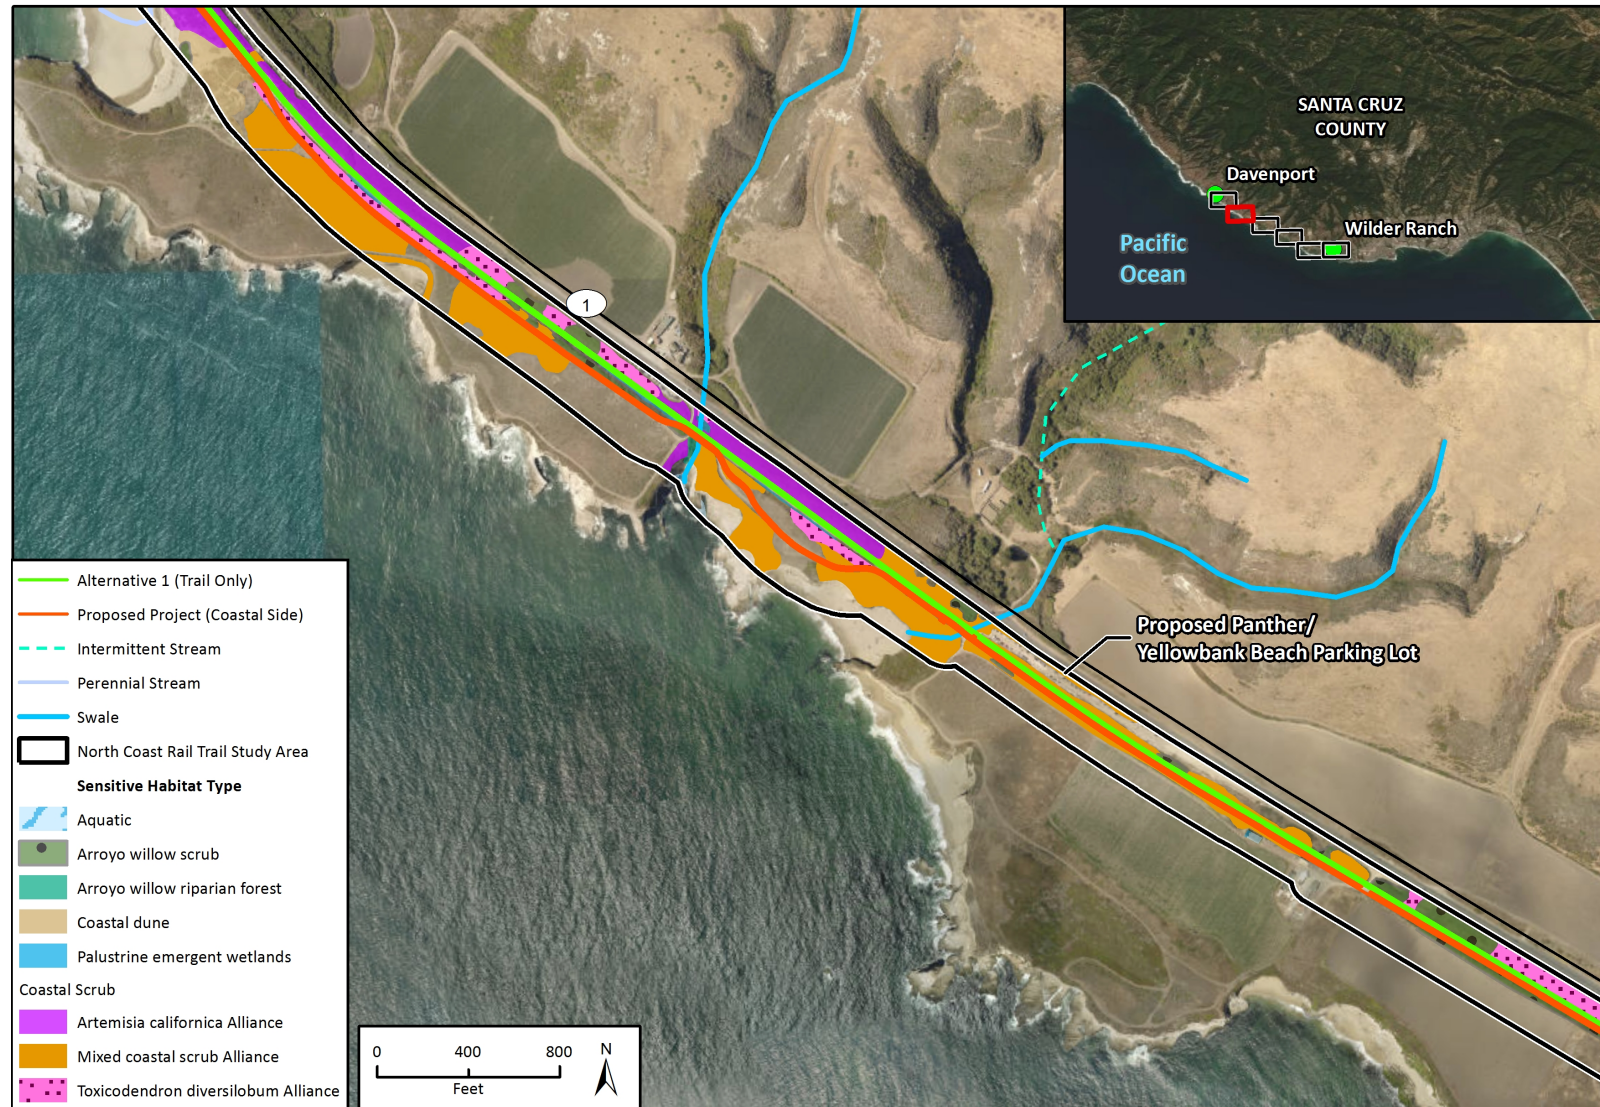 SANTA CRUZ
COUNTY
Davenport
Wilder Ranch
Pacific
Ocean
1
Proposed Panther/
Yellowbank Beach Parking Lot
Alternative 1 (Trail Only)
Proposed Project (Coastal Side)
Intermittent Stream
Perennial Stream
Swale
North Coast Rail Trail Study Area
Sensitive Habitat Type
Aquatic
Arroyo willow scrub
Arroyo willow riparian forest
Coastal dune
Palustrine emergent wetlands
Coastal Scrub
Artemisia californica Alliance
Mixed coastal scrub Alliance
Toxicodendron diversilobum Alliance
0 400 800
Feet
N